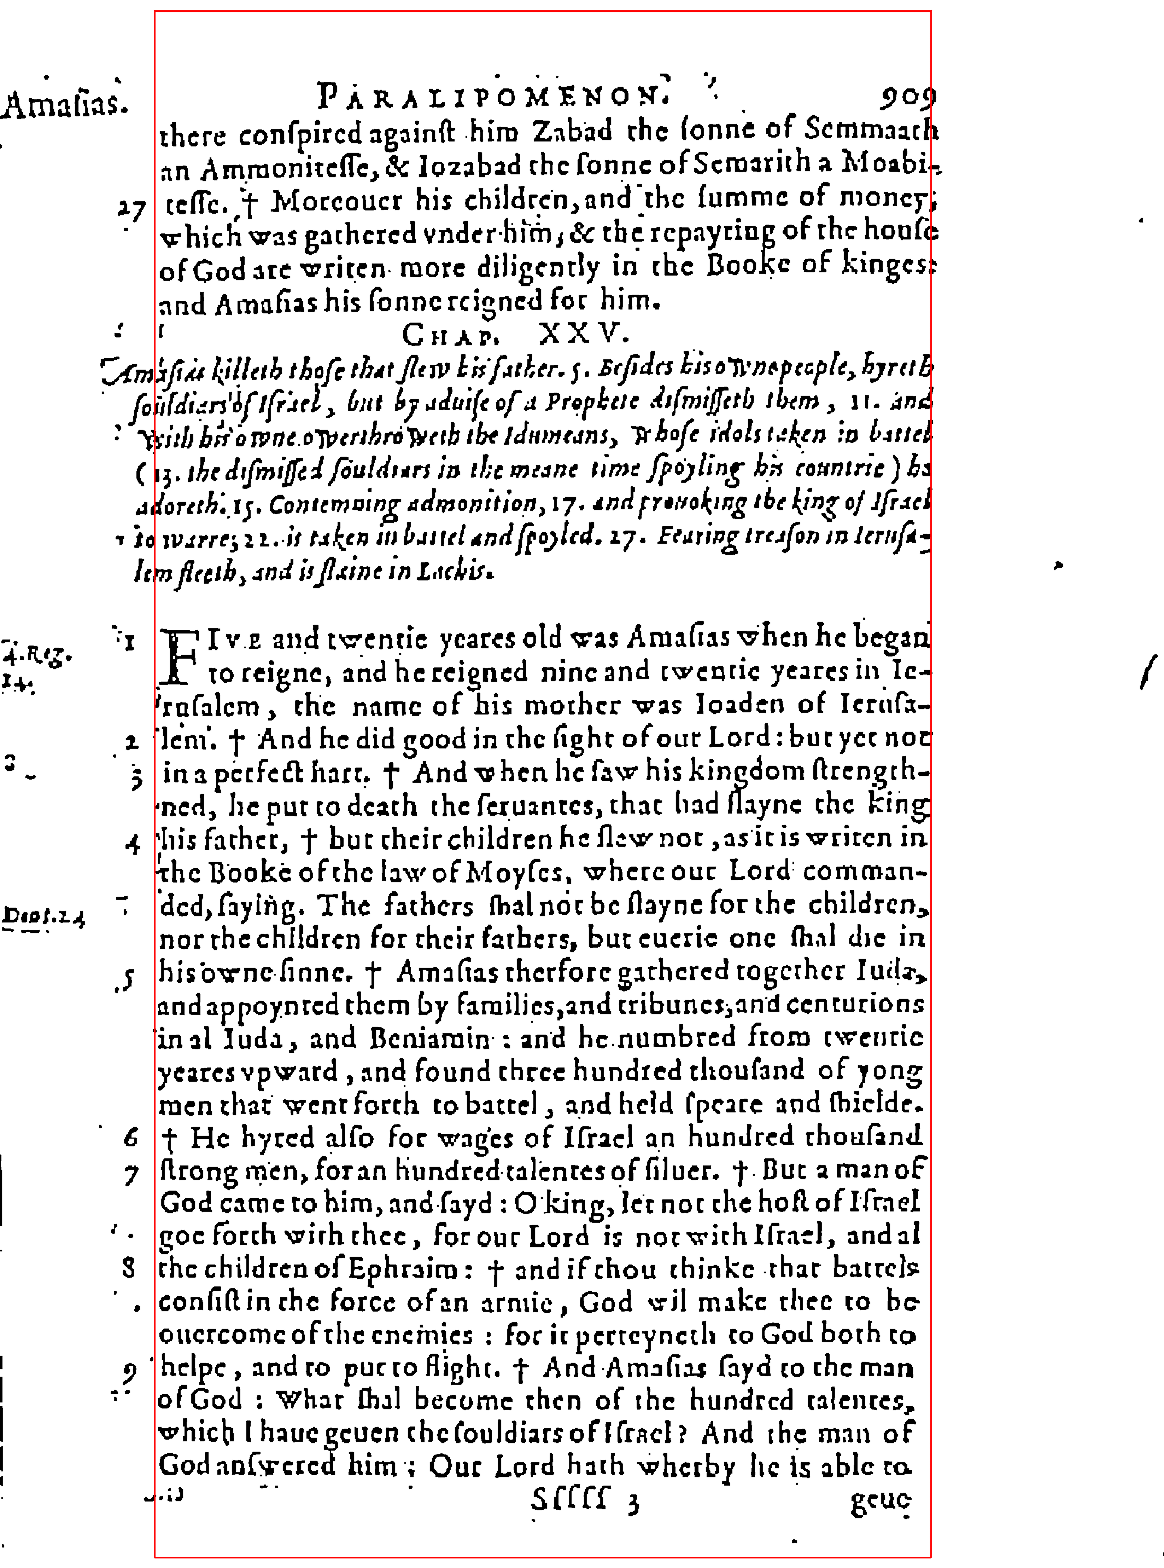 Amasias. PARALIPOMENON. 909
there conſpired againſt him Zabad the ſonne of Semmaath
an Ammoniteſſe, & Iozabad the ſonne of Semarith a Moabi-
27 teſſe. † Moreouer his children, and the ſumme of money,
which was gathered vnder him, & the repayring of the houſe
of God are writen more diligently in the Booke of kinges:
and Amaſias his ſonne reigned for him.
CHAP. XXV.
Amaſias killeth thoſe that ſlew his father. 5. Beſides his owne people, hyreth
ſouldiars of Iſrael, but by aduiſe of a Prophete diſmiſſeth them, 11. and
with his owne owerthroweth the Idumeans, whoſe idols taken in battel
(13. the diſmiſſed ſouldiars in the meane time ſpoyling his countrie) he
adoreth. 15. Contemning admonition, 17. and prouoking the king of Iſrael
to warre, 22. is taken in battel and ſpoyled. 27. Fearing treaſon in Ieruſa-
lem fleeth, and is ſlaine in Lachis.
4. Reg. 14.
1 FIVE and twentie yeares old was Amaſias when he began
to reigne, and he reigned nine and twentie yeares in Ie-
ruſalem, the name of his mother was Ioaden of Ieruſa-
2 lem. † And he did good in the ſight of our Lord: but yet not
3 in a perfect hart. † And when he ſaw his kingdom ſtrength-
ned, he put to death the ſeruantes, that had ſlayne the king
4 his father, † but their children he ſlew not, as it is writen in
the Booke of the law of Moyſes, where our Lord comman-
Deut. 24 ded, ſaying. The fathers ſhal not be ſlayne for the children,
nor the children for their fathers, but euerie one ſhal die in
5 his owne ſinne. † Amaſias therfore gathered together Iuda,
and appoynted them by families, and tribunes, and centurions
in al Iuda, and Beniamin: and he numbred from twentie
yeares vpward, and found three hundred thouſand of yong
men that went forth to battel, and held ſpeare and ſhielde.
6 † He hyred alſo for wages of Iſrael an hundred thouſand
7 ſtrong men, for an hundred talentes of ſiluer. † But a man of
God came to him, and ſayd: O king, let not the hoſt of Iſrael
goe forth with thee, for our Lord is not with Iſrael, and al
8 the children of Ephraim: † and if thou thinke that battels
conſiſt in the force of an armie, God wil make thee to be
ouercome of the enemies: for it perteyneth to God both to
9 helpe, and to put to flight. † And Amaſias ſayd to the man
of God: What ſhal become then of the hundred talentes,
which I haue geuen the ſouldiars of Iſrael? And the man of
God anſwered him: Our Lord hath wherby he is able to
Sſſſſ 3 geue